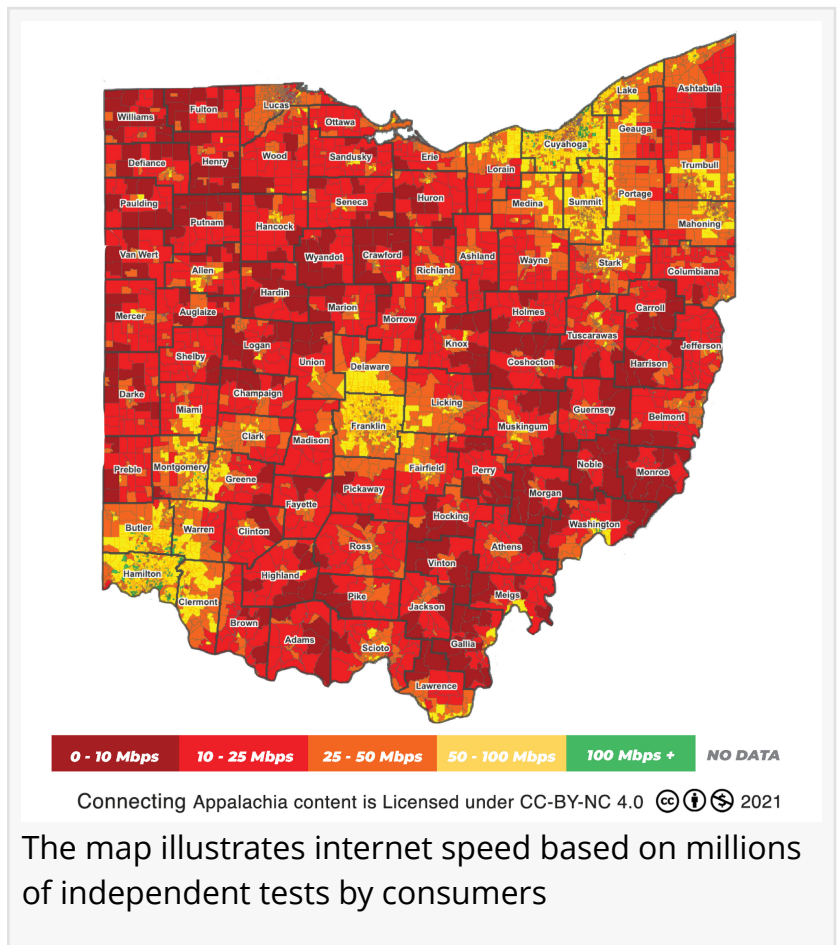 Lake
Ashtabula
Lucas
Fulton
Williams
Ottawa
Geauga
Cuyahoga
Wood
Sandusky
Erie
Defiance
Henry
Lorain
Trumbull
Portage
Seneca
Huron
Medina
Summit
Paulding
Putnam
Hancock
Mahoning
Van Wert
Wyandot
Crawford
Ashland
Wayne
Stark
Allen
Richland
Columbiana
Hardin
Marion
Morrow
Holmes
Carroll
Mercer
Auglaize
Tuscarawas
Jefferson
Logan
Knox
Shelby
Union
Delaware
Coshocton
Harrison
Darke
Champaign
Licking
Miami
Guernsey
Belmont
Franklin
Muskingum
Clark
Madison
Preble
Montgomery
Greene
Fairfield
Perry
Noble
Monroe
Pickaway
Morgan
Fayette
Hocking
Butler
Warren
Clinton
Washington
Ross
Athens
Vinton
Hamilton
Highland
Clermont
Pike
Meigs
Jackson
Brown
Adams
Scioto
Gallia
Lawrence
0 - 10 Mbps 10 - 25 Mbps 25 - 50 Mbps 50 - 100 Mbps 100 Mbps + NO DATA
Connecting Appalachia content is Licensed under CC-BY-NC 4.0 cc 2021
The map illustrates internet speed based on millions
of independent tests by consumers